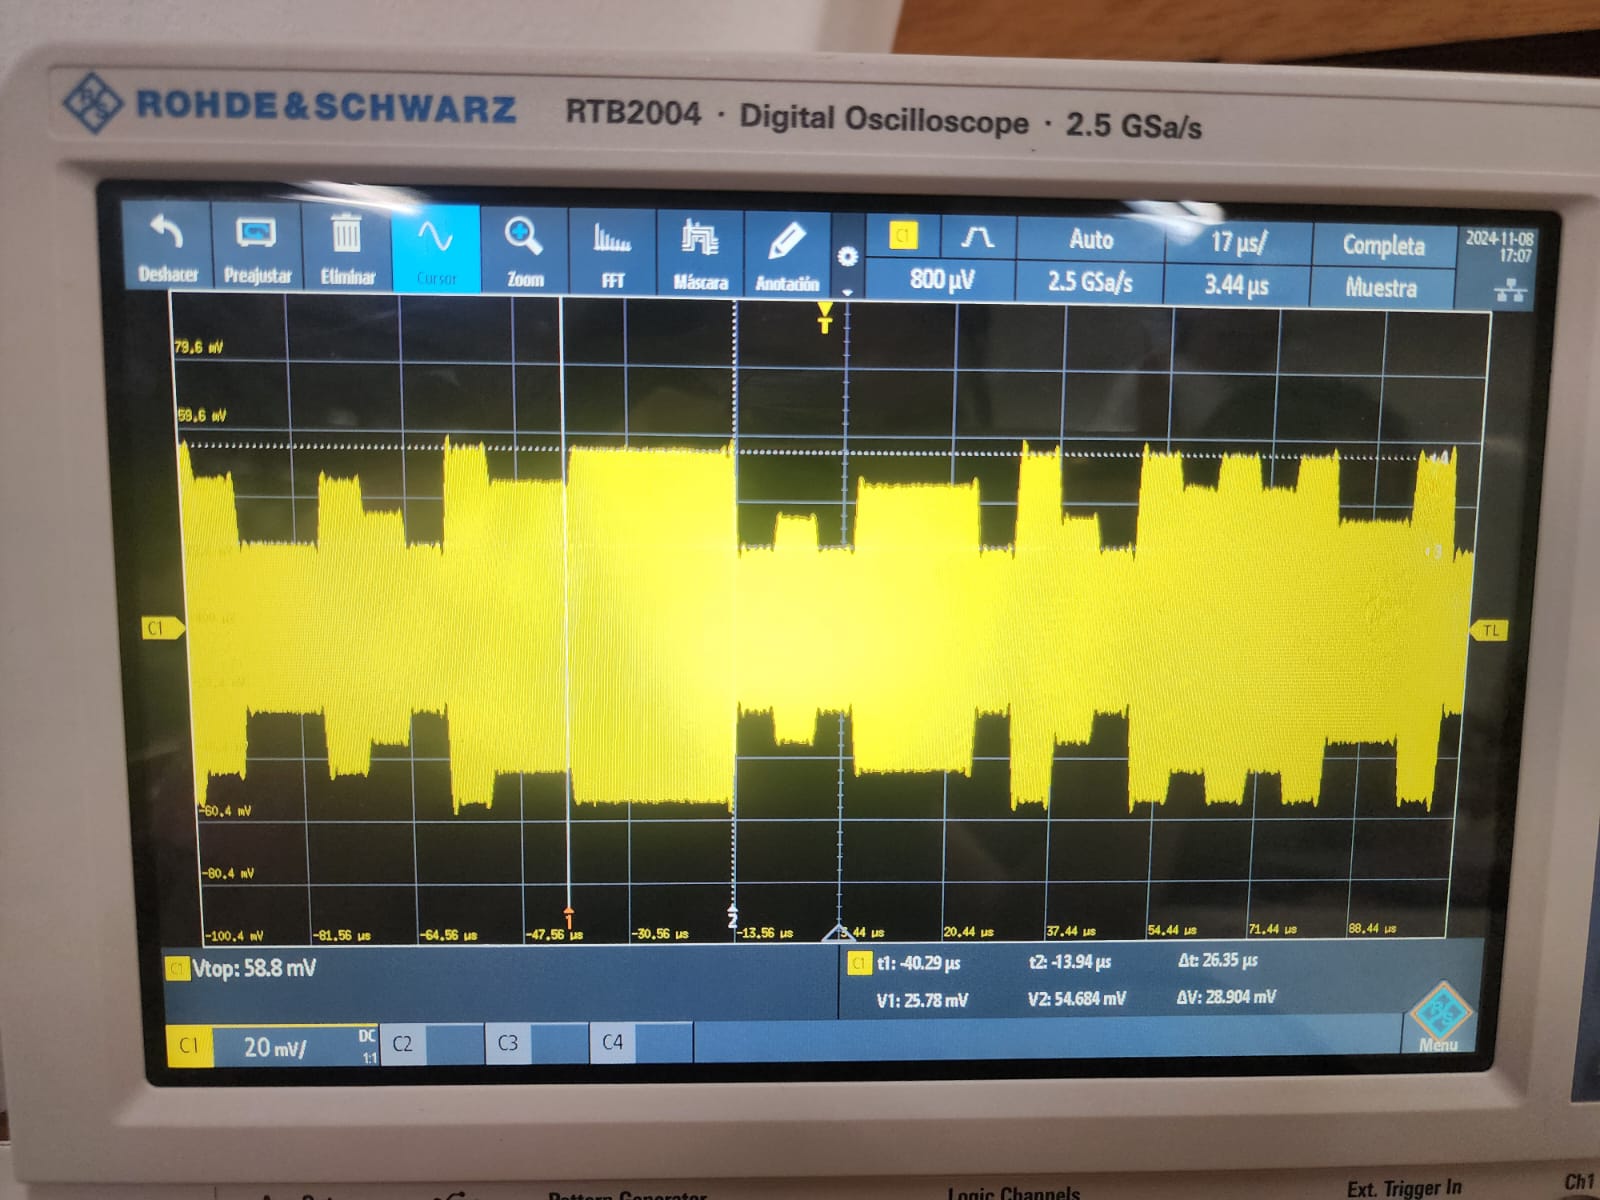 ROHDE & SCHWARZ RTB2004 · Digital Oscilloscope · 2.5 GSa/s
Deshacer Preajustar Eliminar Cursor Zoom FFT Máscara Anotación
C1 Auto 17 µs/ Completa 2024-11-08
17:07
800 µV 2.5 GSa/s 3.44 µs Muestra
T
79.6 mV
59.6 mV
C1
TL
-60.4 mV
-80.4 mV
1
2
-100.4 mV -81.56 µs -64.56 µs -47.56 µs -30.56 µs -13.56 µs 3.44 µs 20.44 µs 37.44 µs 54.44 µs 71.44 µs 88.44 µs
C1 Vtop: 58.8 mV
C1 t1: -40.29 µs t2: -13.94 µs Δt: 26.35 µs
V1: 25.78 mV V2: 54.684 mV ΔV: 28.904 mV
C1 20 mV/ DC
1:1
C2 C3 C4
Menu
Pattern Generator Logic Channels Ext. Trigger In Ch1